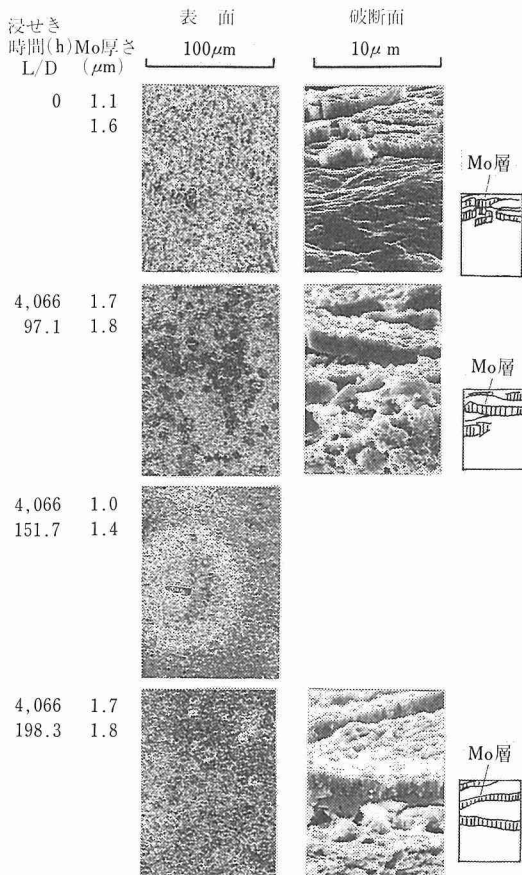 表面
破断面
浸せき
時間(h) Mo厚さ
L/D (μm)
100μm
10μm
0 1.1
1.6
Mo層
4,066 1.7
97.1 1.8
Mo層
4,066 1.0
151.7 1.4
4,066 1.7
198.3 1.8
Mo層